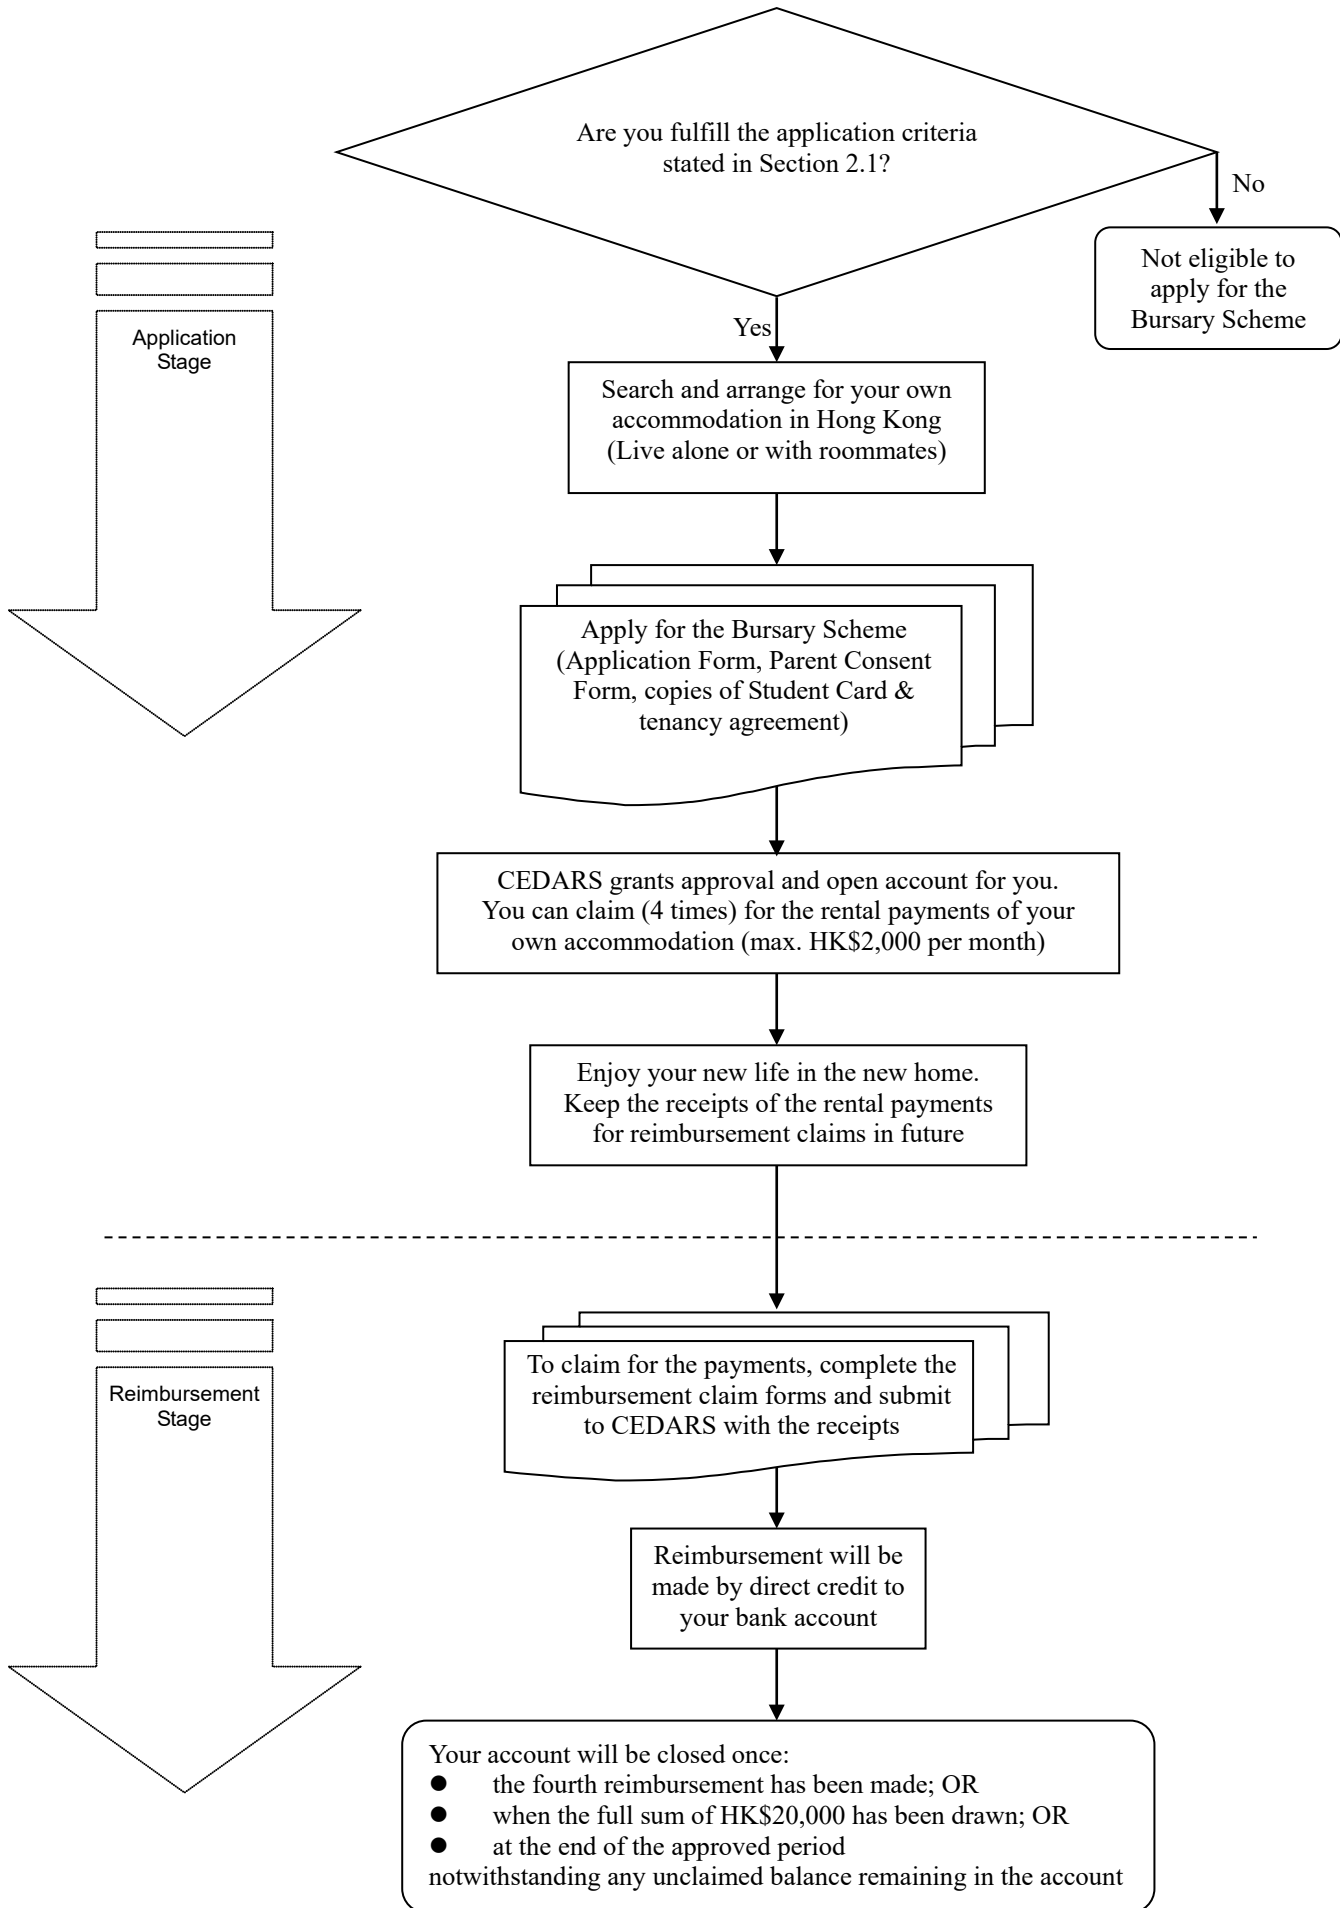 Are you fulfill the application criteria
stated in Section 2.1?
No
Not eligible to
apply for the
Bursary Scheme
Yes
Application
Stage
Search and arrange for your own
accommodation in Hong Kong
(Live alone or with roommates)
Apply for the Bursary Scheme
(Application Form, Parent Consent
Form, copies of Student Card &
tenancy agreement)
CEDARS grants approval and open account for you.
You can claim (4 times) for the rental payments of your
own accommodation (max. HK$2,000 per month)
Enjoy your new life in the new home.
Keep the receipts of the rental payments
for reimbursement claims in future
Reimbursement
Stage
To claim for the payments, complete the
reimbursement claim forms and submit
to CEDARS with the receipts
Reimbursement will be
made by direct credit to
your bank account
Your account will be closed once:
● the fourth reimbursement has been made; OR
● when the full sum of HK$20,000 has been drawn; OR
● at the end of the approved period
notwithstanding any unclaimed balance remaining in the account